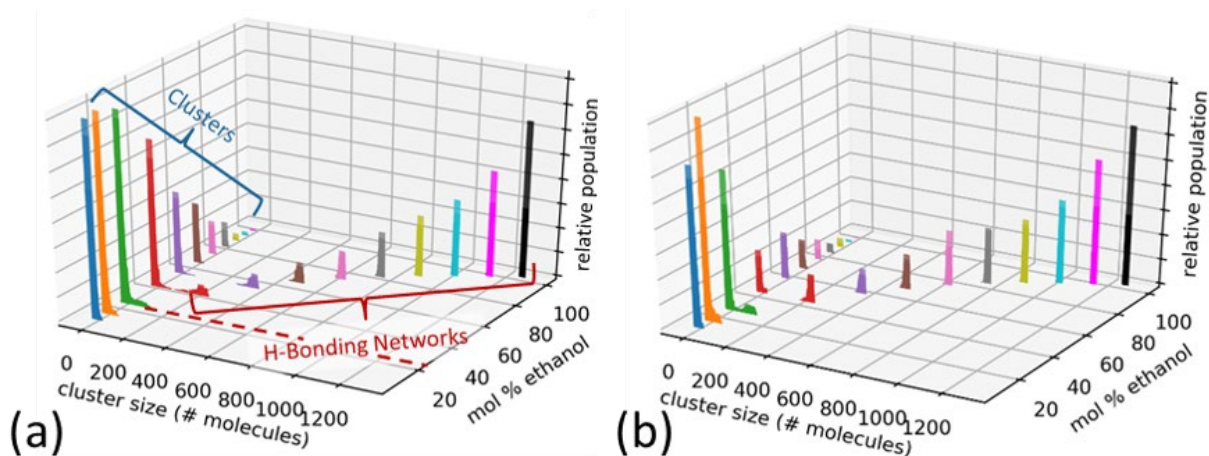 Clusters
relative population
H-Bonding Networks
0
200
400
600
800
1000
1200
cluster size (# molecules)
20
40
60
80
100
mol % ethanol
(a)
relative population
0
200
400
600
800
1000
1200
cluster size (# molecules)
20
40
60
80
100
mol % ethanol
(b)